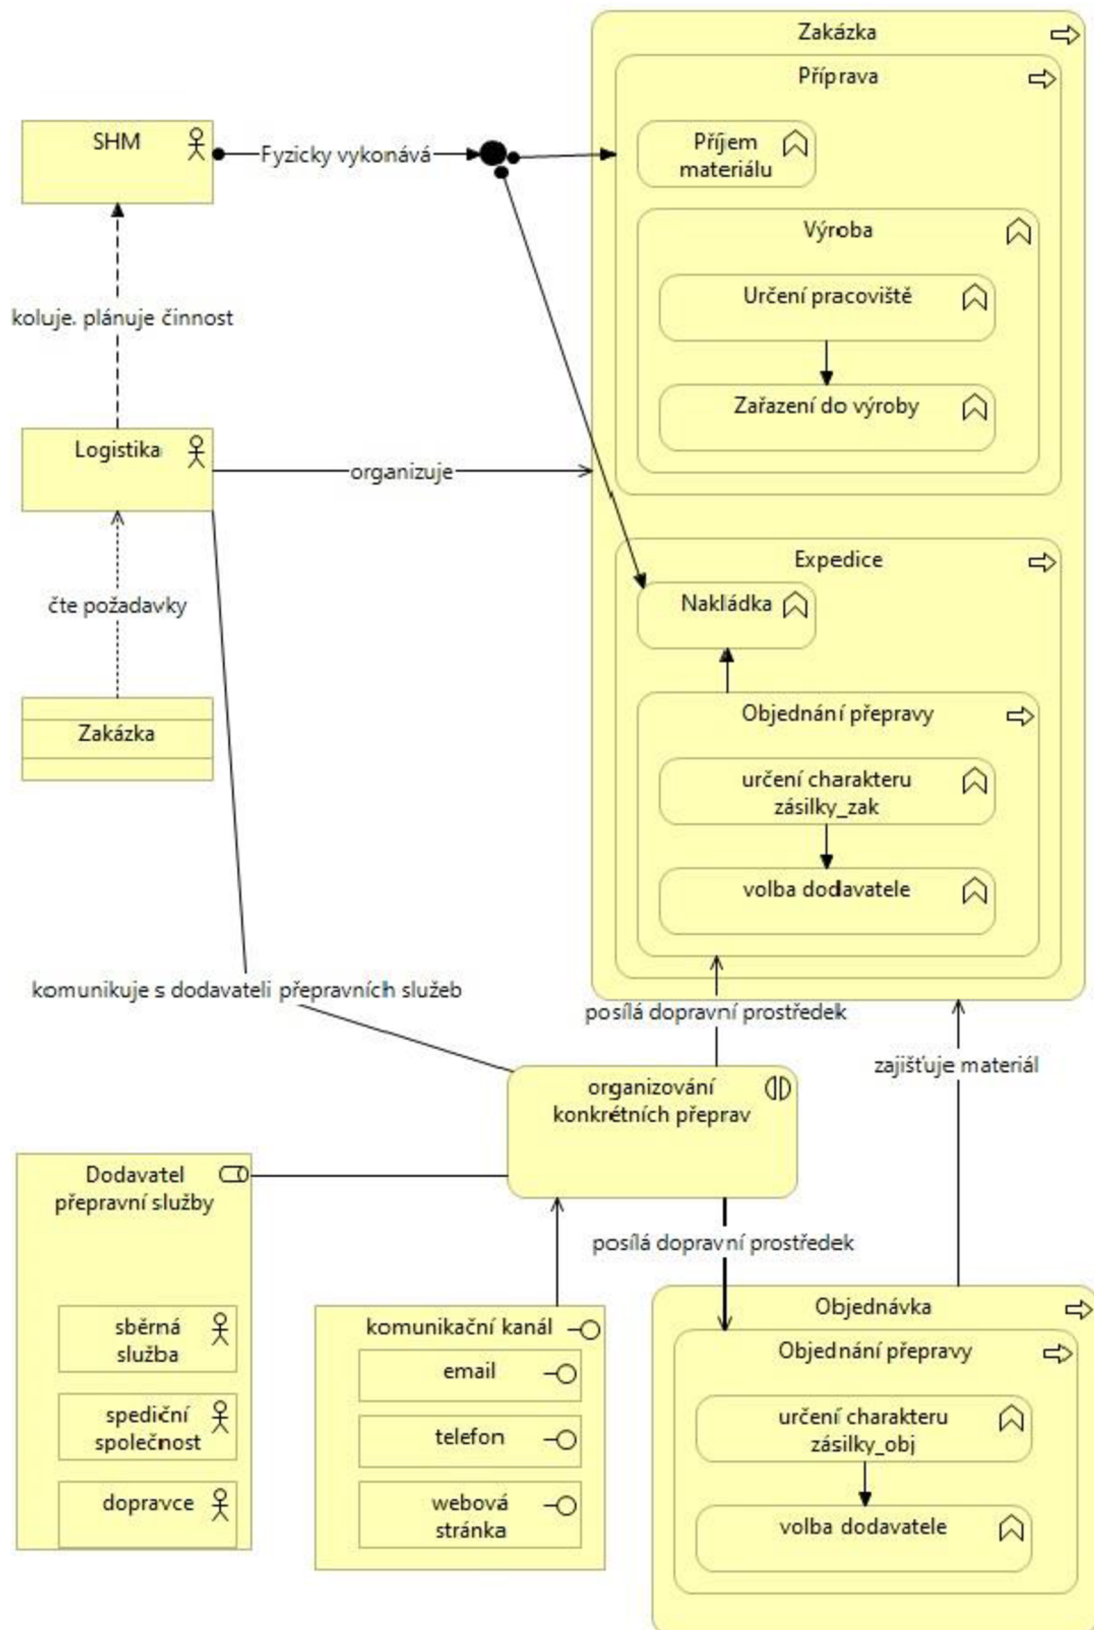 Zakázka
Příprava
SHM
Fyzicky vykonává
Příjem
materiálu
Výroba
Určení pracoviště
koluje. plánuje činnost
Zařazení do výroby
Logistika
organizuje
Expedice
Nakládka
čte požadavky
Zakázka
Objednání přepravy
určení charakteru
zásilky_zak
volba dodavatele
komunikuje s dodavateli přepravních služeb
posílá dopravní prostředek
zajišťuje materiál
organizování
konkrétních přeprav
Dodavatel
přepravní služby
posílá dopravní prostředek
sběrná
služba
spediční
společnost
dopravce
komunikační kanál
email
telefon
webová
stránka
Objednávka
Objednání přepravy
určení charakteru
zásilky_obj
volba dodavatele